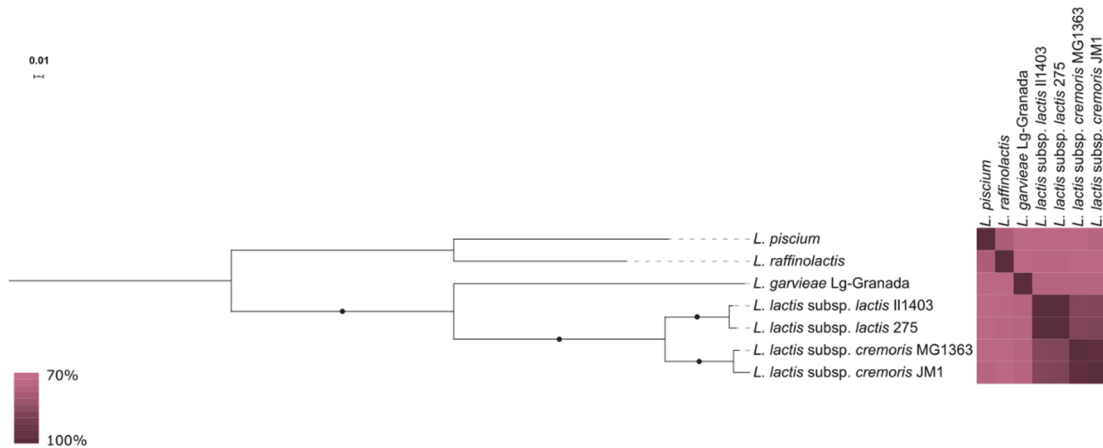 0.01
L. piscium
L. raffinolactis
L. garvieae Lg-Granada
L. lactis subsp. lactis Il1403
L. lactis subsp. lactis 275
L. lactis subsp. cremoris MG1363
L. lactis subsp. cremoris JM1
L. piscium
L. raffinolactis
L. garvieae Lg-Granada
L. lactis subsp. lactis Il1403
L. lactis subsp. lactis 275
L. lactis subsp. cremoris MG1363
L. lactis subsp. cremoris JM1
70%
100%